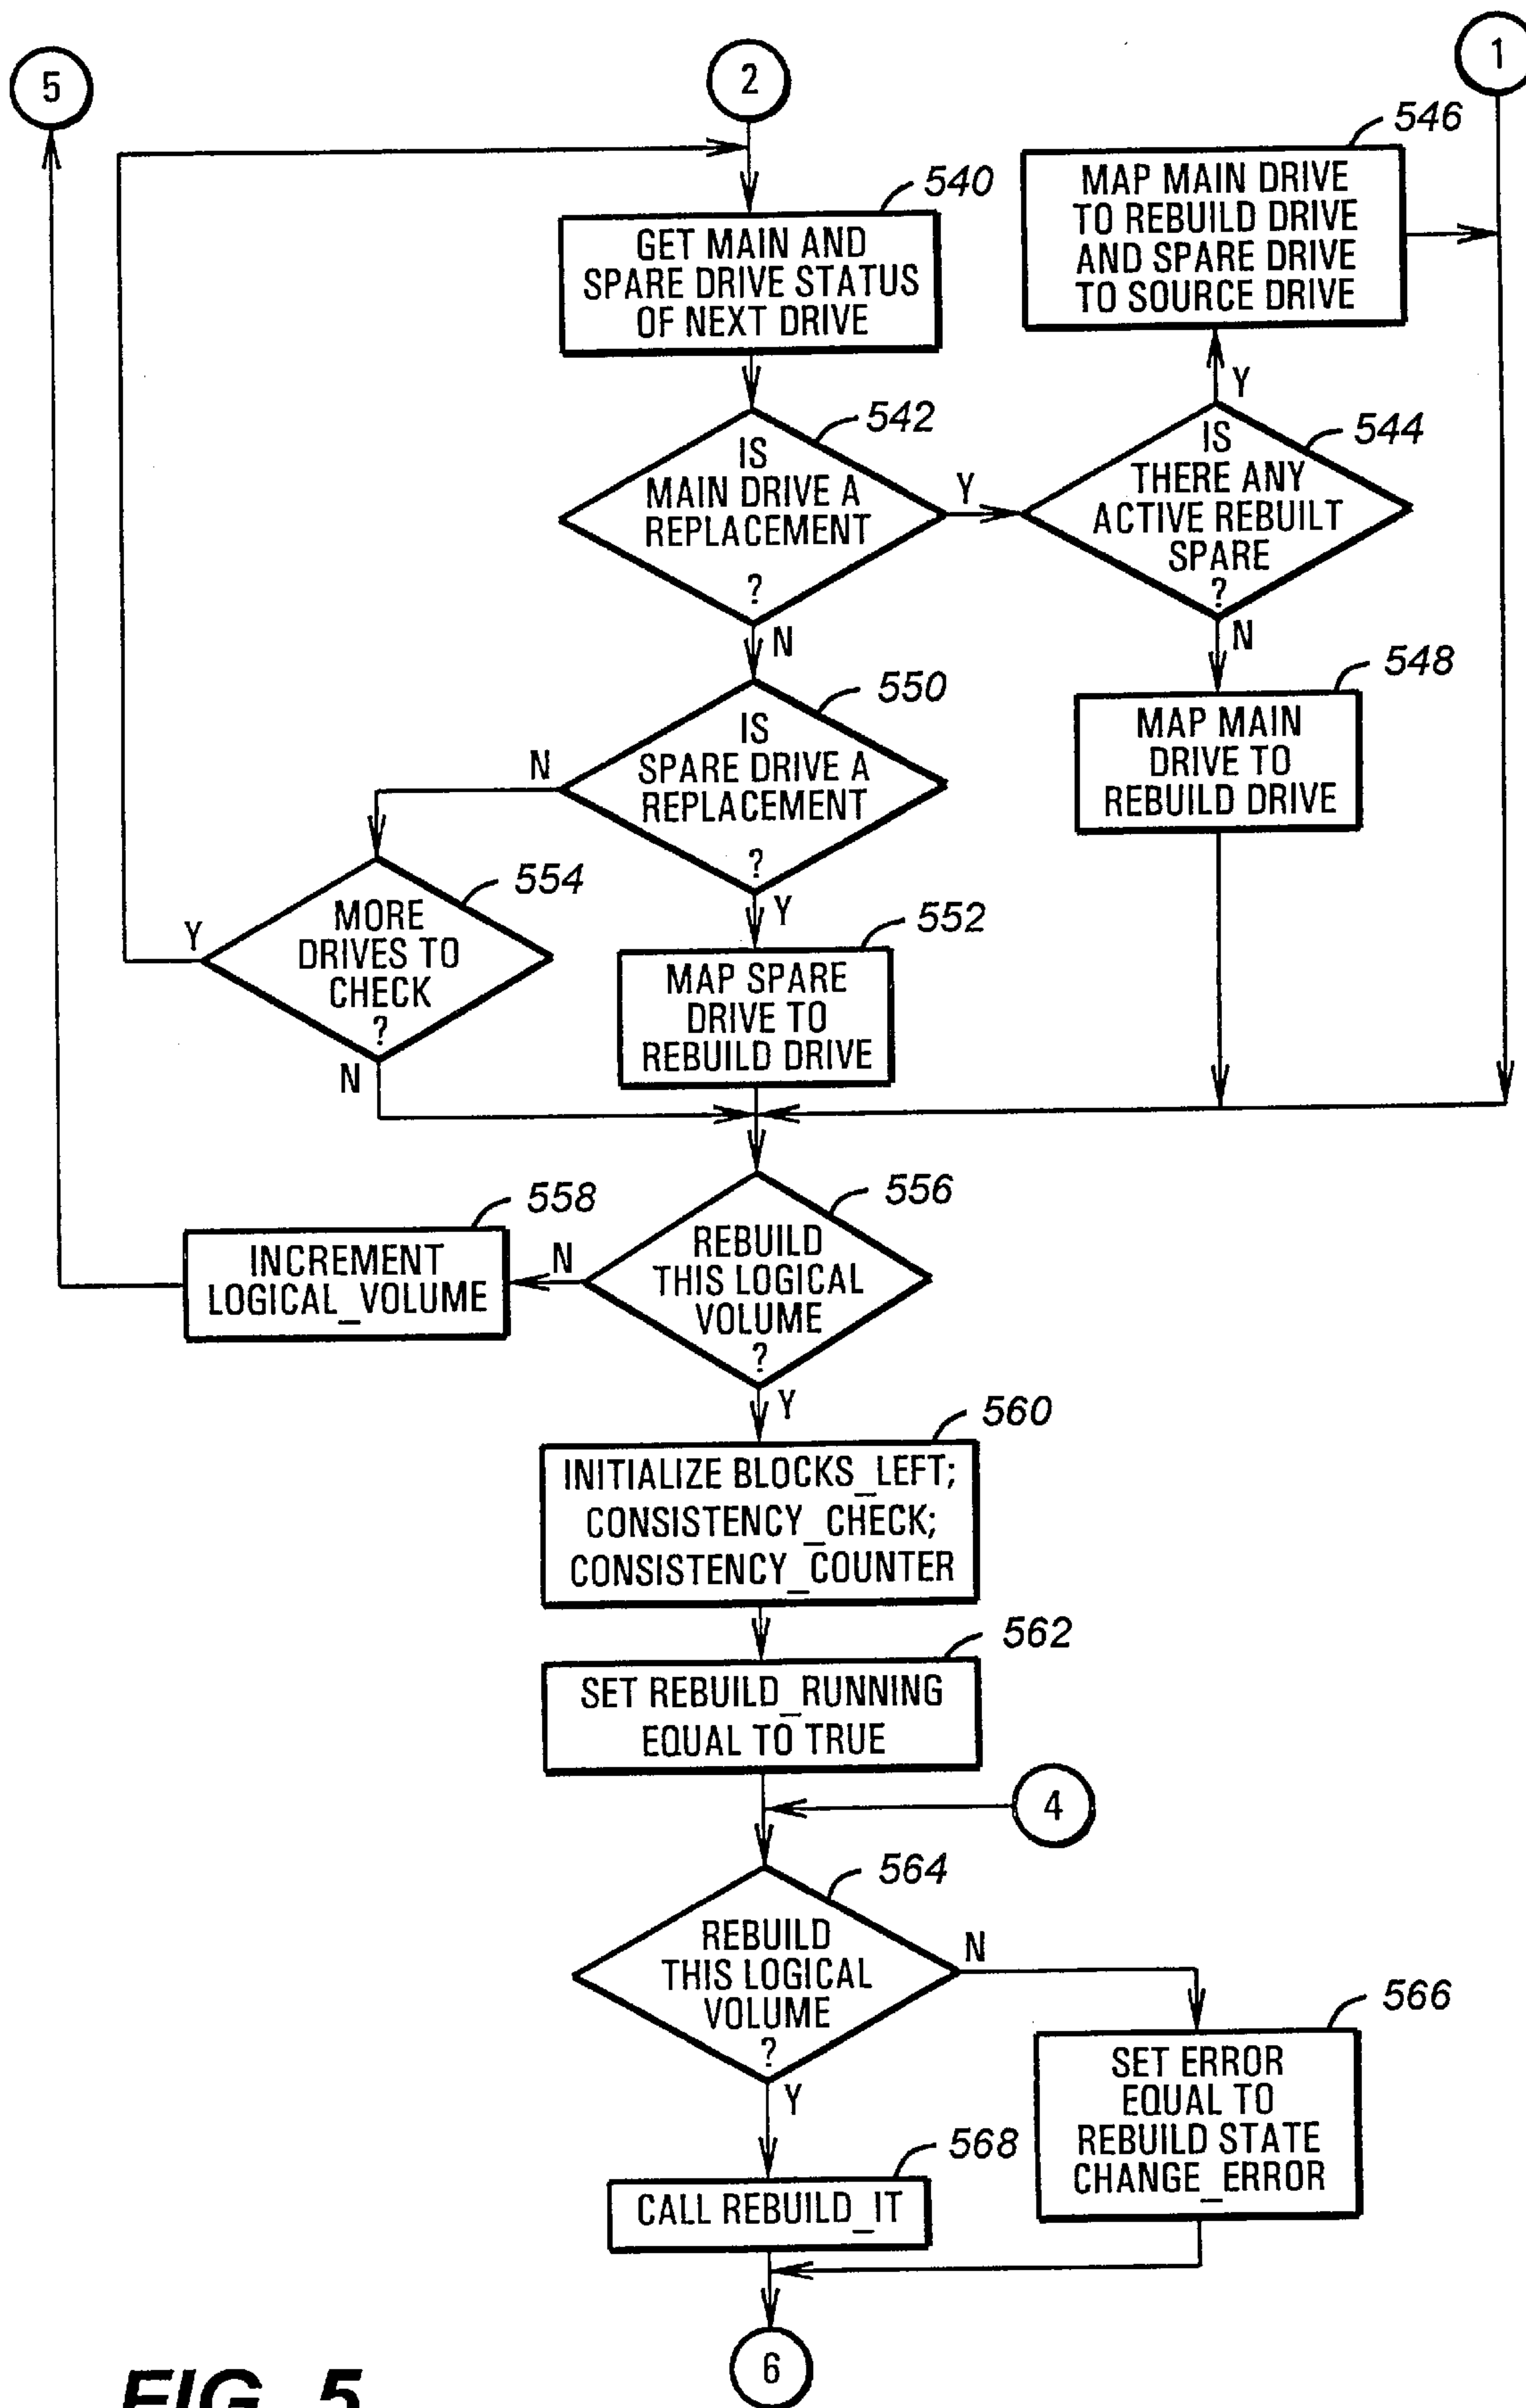 5
2
1
546
MAP MAIN DRIVE
TO REBUILD DRIVE
AND SPARE DRIVE
TO SOURCE DRIVE
540
GET MAIN AND
SPARE DRIVE STATUS
OF NEXT DRIVE
542
IS
MAIN DRIVE A
REPLACEMENT
?
Y
N
544
IS
THERE ANY
ACTIVE REBUILT
SPARE
?
Y
N
548
MAP MAIN
DRIVE TO
REBUILD DRIVE
550
IS
SPARE DRIVE A
REPLACEMENT
?
N
Y
554
MORE
DRIVES TO
CHECK
?
Y
N
552
MAP SPARE
DRIVE TO
REBUILD DRIVE
556
REBUILD
THIS LOGICAL
VOLUME
?
N
Y
558
INCREMENT
LOGICAL_VOLUME
560
INITIALIZE BLOCKS_LEFT;
CONSISTENCY_CHECK;
CONSISTENCY_COUNTER
562
SET REBUILD_RUNNING
EQUAL TO TRUE
4
564
REBUILD
THIS LOGICAL
VOLUME
?
N
Y
566
SET ERROR
EQUAL TO
REBUILD STATE
CHANGE_ERROR
568
CALL REBUILD_IT
6
FIG. 5